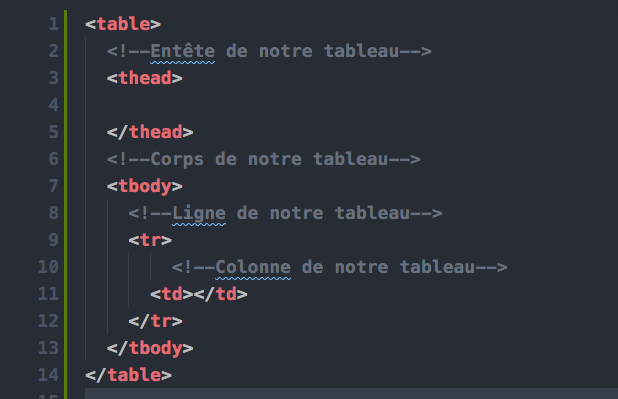 1 <table>
2 <!--Entête de notre tableau-->
3 <thead>
4
5 </thead>
6 <!--Corps de notre tableau-->
7 <tbody>
8 <!--Ligne de notre tableau-->
9 <tr>
10 <!--Colonne de notre tableau-->
11 <td></td>
12 </tr>
13 </tbody>
14 </table>
15